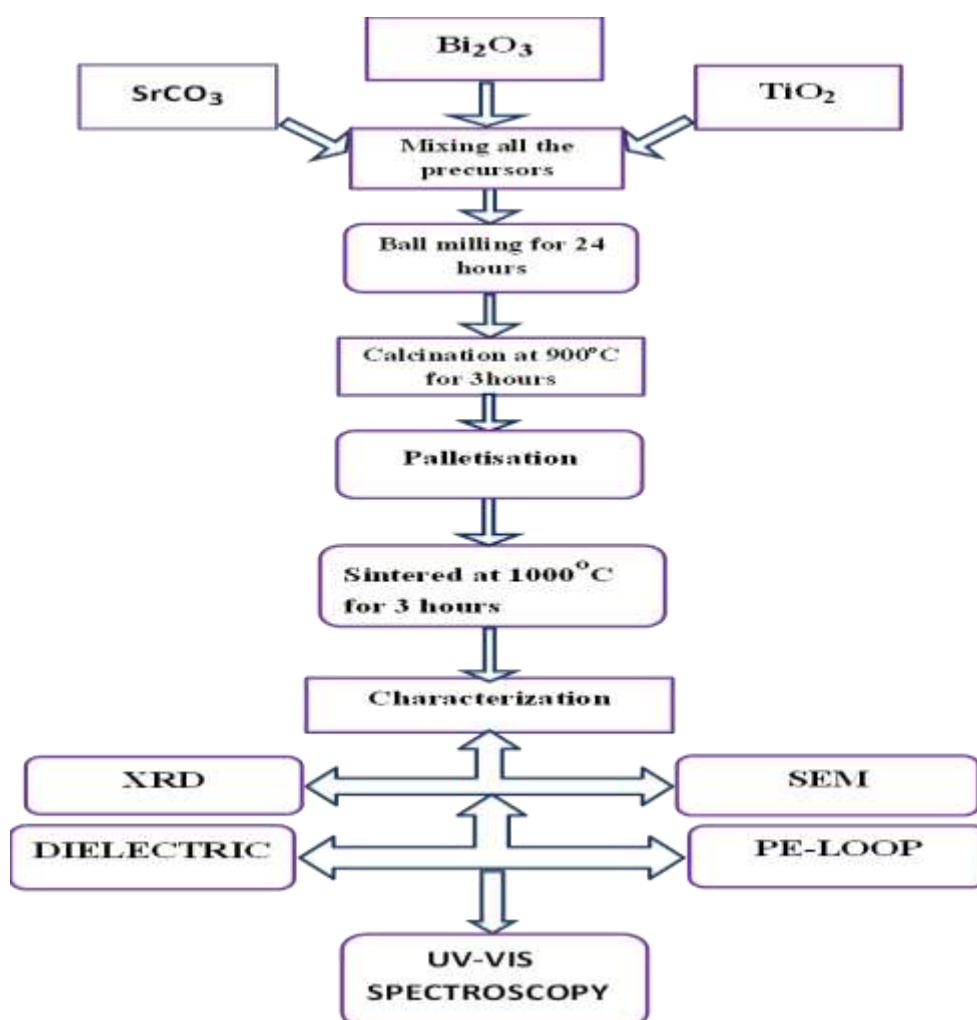 Bi₂O₃
SrCO₃
TiO₂
Mixing all the
precursors
Ball milling for 24
hours
Calcination at 900°C
for 3hours
Palletisation
Sintered at 1000°C
for 3 hours
Characterization
XRD
SEM
DIELECTRIC
PE-LOOP
UV-VIS
SPECTROSCOPY